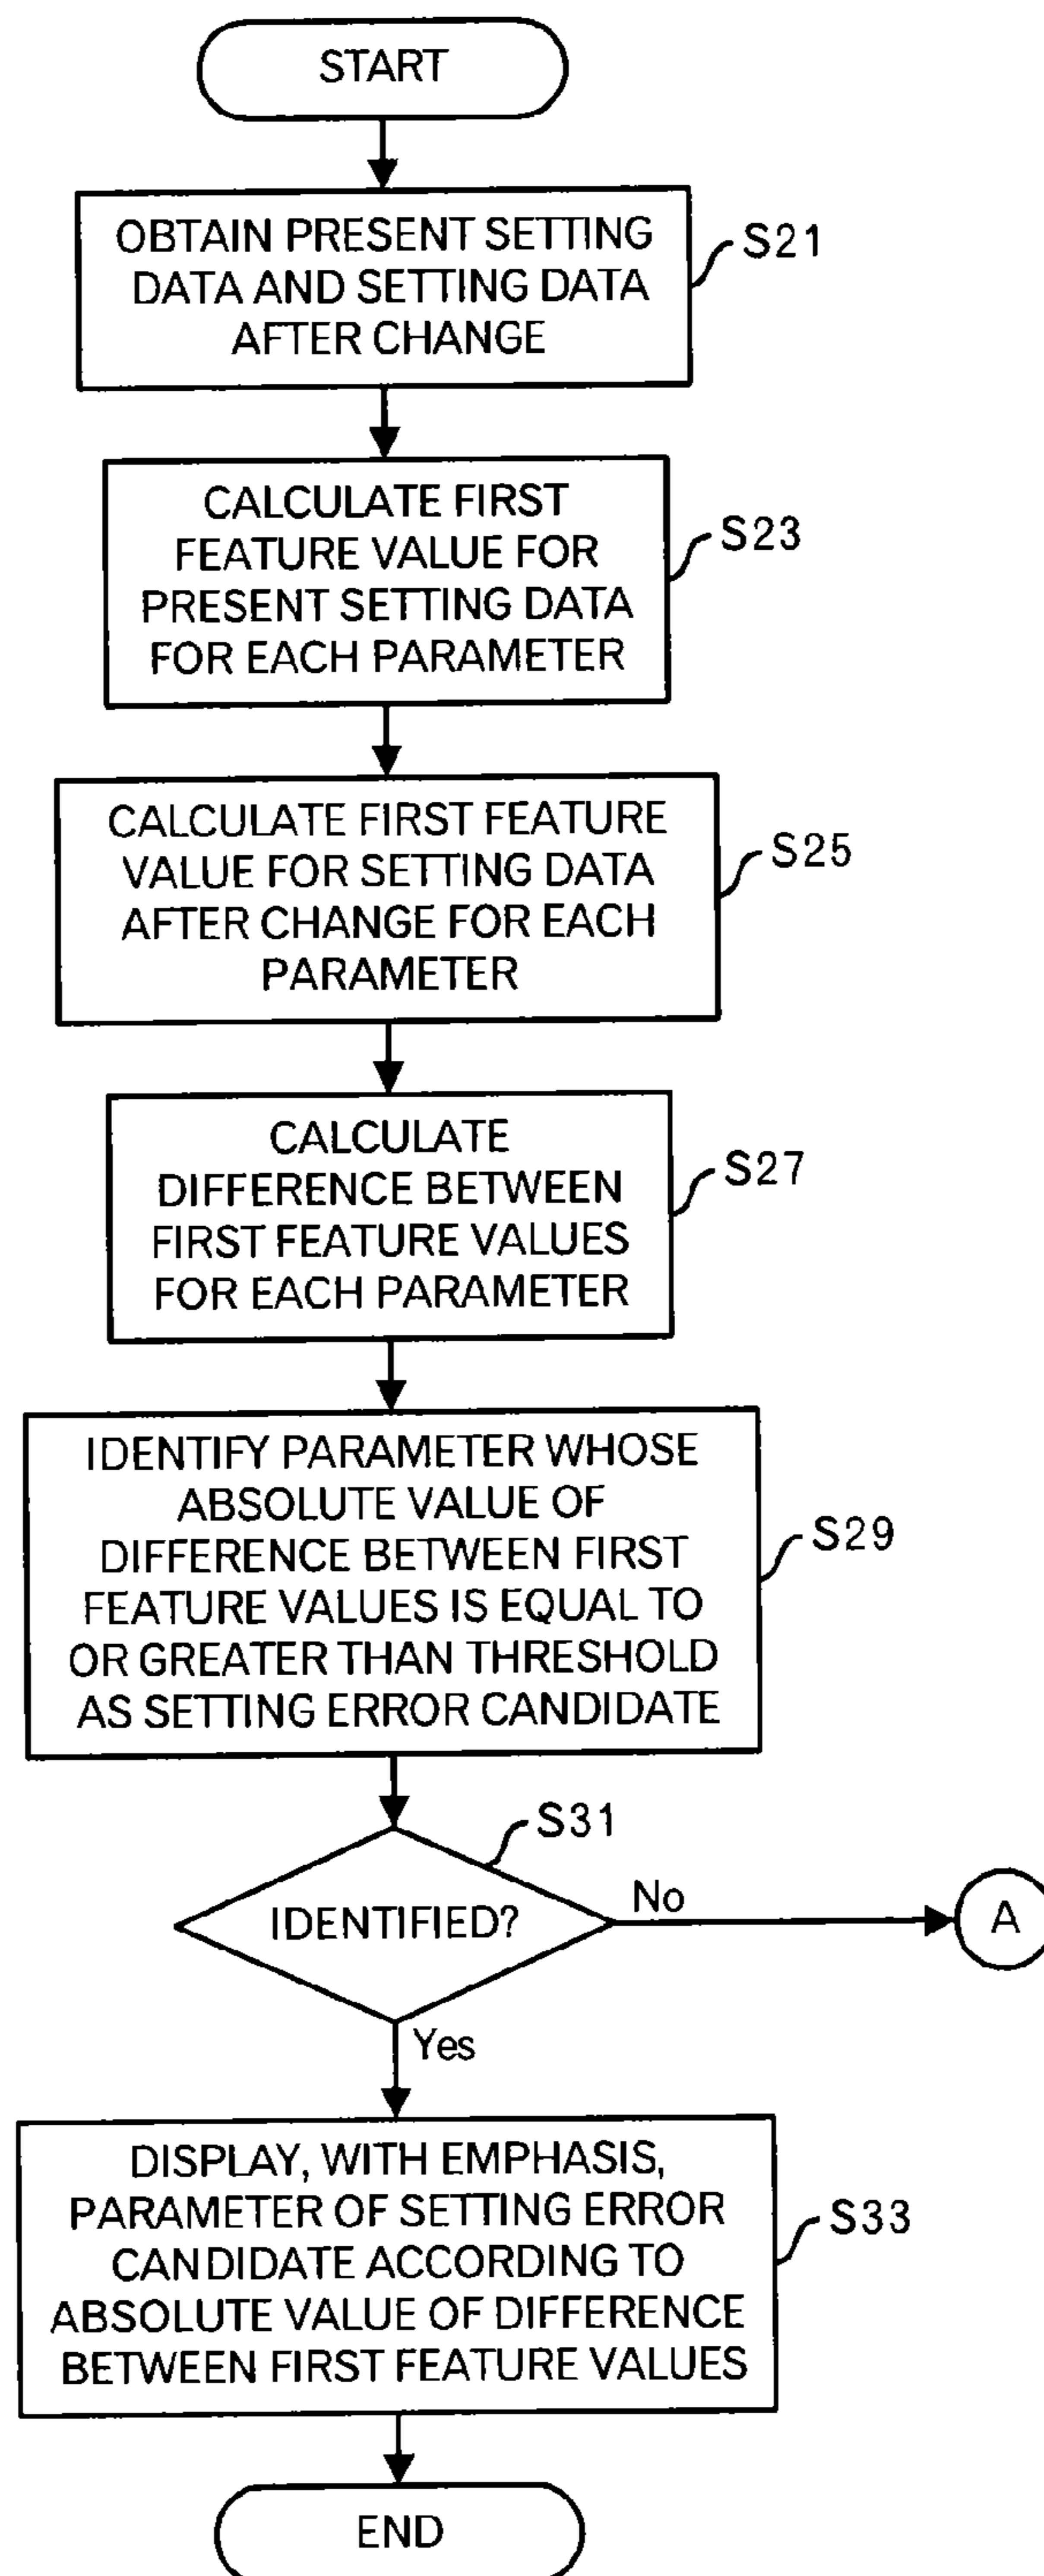 START
OBTAIN PRESENT SETTING
DATA AND SETTING DATA
AFTER CHANGE
S21
CALCULATE FIRST
FEATURE VALUE FOR
PRESENT SETTING DATA
FOR EACH PARAMETER
S23
CALCULATE FIRST FEATURE
VALUE FOR SETTING DATA
AFTER CHANGE FOR EACH
PARAMETER
S25
CALCULATE
DIFFERENCE BETWEEN
FIRST FEATURE VALUES
FOR EACH PARAMETER
S27
IDENTIFY PARAMETER WHOSE
ABSOLUTE VALUE OF
DIFFERENCE BETWEEN FIRST
FEATURE VALUES IS EQUAL TO
OR GREATER THAN THRESHOLD
AS SETTING ERROR CANDIDATE
S29
S31
IDENTIFIED?
No
A
Yes
DISPLAY, WITH EMPHASIS,
PARAMETER OF SETTING ERROR
CANDIDATE ACCORDING TO
ABSOLUTE VALUE OF DIFFERENCE
BETWEEN FIRST FEATURE VALUES
S33
END